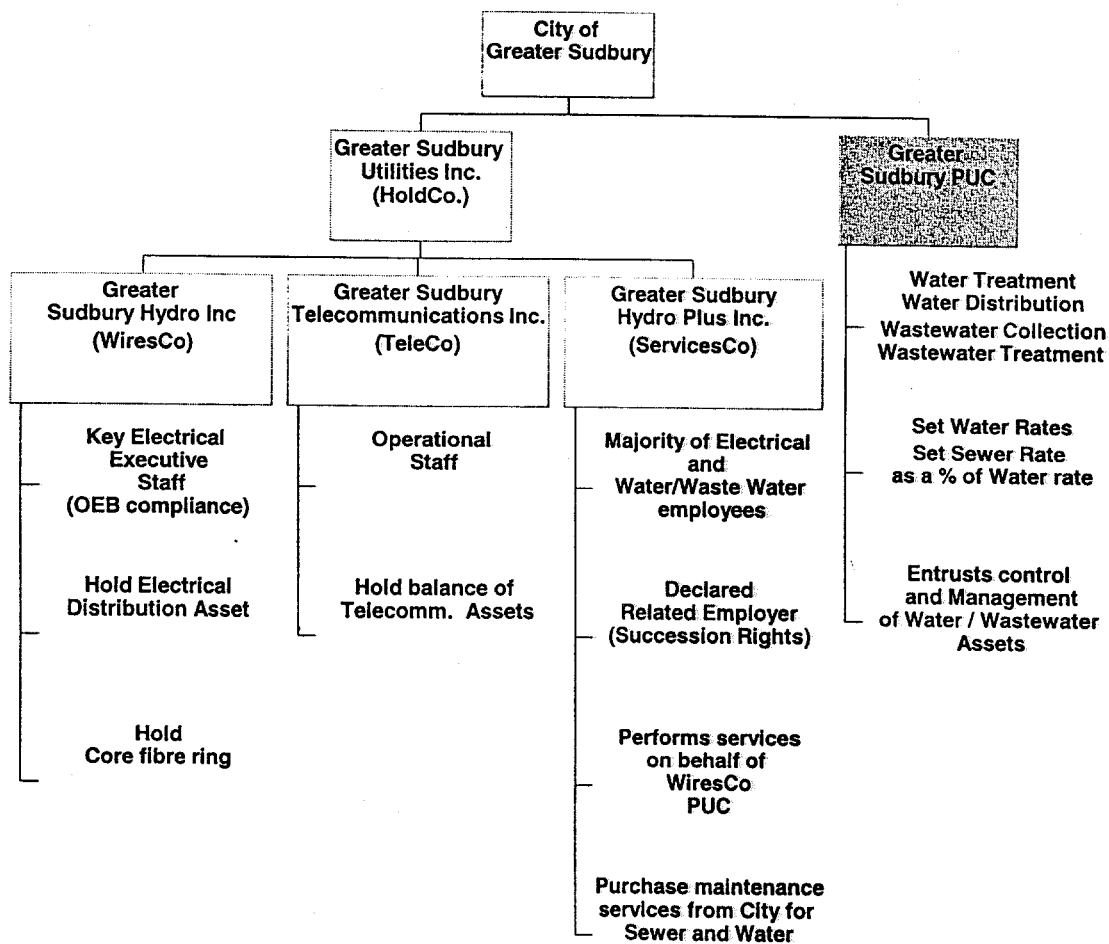 City of
Greater Sudbury
Greater Sudbury
Utilities Inc.
(HoldCo.)
Greater
Sudbury PUC
Greater
Sudbury Hydro Inc
(WiresCo)
Greater Sudbury
Telecommunications Inc.
(TeleCo)
Greater Sudbury
Hydro Plus Inc.
(ServicesCo)
Water Treatment
Water Distribution
Wastewater Collection
Wastewater Treatment
Key Electrical
Executive
Staff
(OEB compliance)
Operational
Staff
Majority of Electrical
and
Water/Waste Water
employees
Set Water Rates
Set Sewer Rate
as a % of Water rate
Hold Electrical
Distribution Asset
Hold balance of
Telecomm. Assets
Declared
Related Employer
(Succession Rights)
Entrusts control
and Management
of Water / Wastewater
Assets
Hold
Core fibre ring
Performs services
on behalf of
WiresCo
PUC
Purchase maintenance
services from City for
Sewer and Water